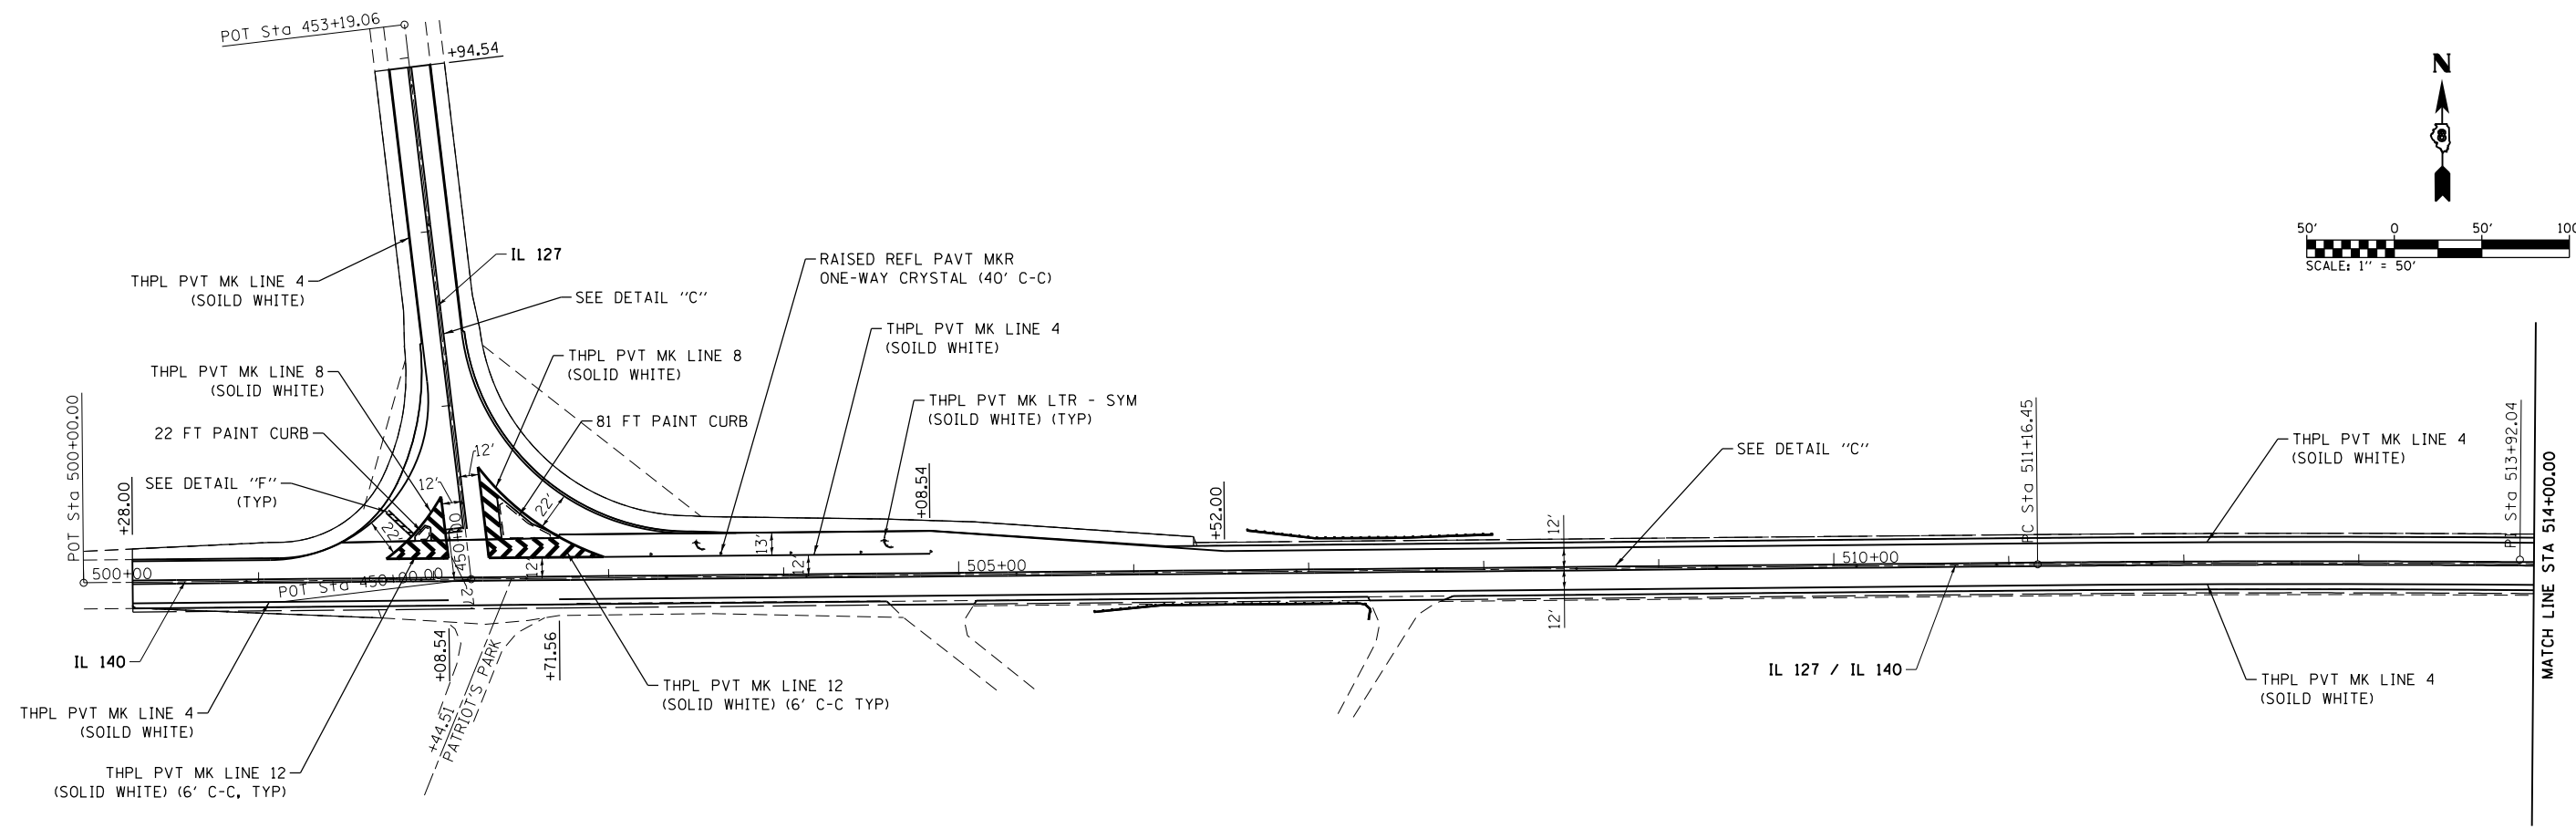 POT Sta 453+19.06
+94.54
N
8
50' 0 50' 100
SCALE: 1" = 50'
IL 127
THPL PVT MK LINE 4
(SOILD WHITE)
SEE DETAIL "C"
RAISED REFL PAVT MKR
ONE-WAY CRYSTAL (40' C-C)
THPL PVT MK LINE 4
(SOILD WHITE)
THPL PVT MK LINE 8
(SOLID WHITE)
THPL PVT MK LINE 8
(SOLID WHITE)
THPL PVT MK LTR - SYM
(SOILD WHITE) (TYP)
22 FT PAINT CURB
81 FT PAINT CURB
SEE DETAIL "F"
(TYP)
SEE DETAIL "C"
THPL PVT MK LINE 4
(SOILD WHITE)
POT Sta 500+00.00
+28.00
12'
12'
22'
22'
+08.54
+52.00
12'
PC Sta 511+16.45
PI Sta 513+92.04
MATCH LINE STA 514+00.00
13'
12'
12'
500+00
POT Sta 450+00.00
450+00
505+00
510+00
12'
IL 140
+08.54
+71.56
+44.51
PATRIOT'S PARK
THPL PVT MK LINE 12
(SOLID WHITE) (6' C-C TYP)
IL 127 / IL 140
THPL PVT MK LINE 4
(SOILD WHITE)
THPL PVT MK LINE 4
(SOILD WHITE)
THPL PVT MK LINE 12
(SOLID WHITE) (6' C-C, TYP)